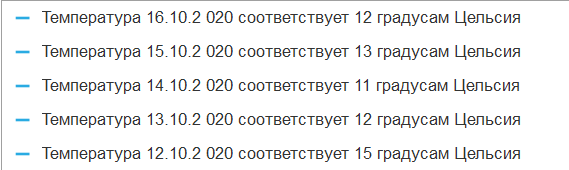 Температура 16.10.2 020 соответствует 12 градусам Цельсия
Температура 15.10.2 020 соответствует 13 градусам Цельсия
Температура 14.10.2 020 соответствует 11 градусам Цельсия
Температура 13.10.2 020 соответствует 12 градусам Цельсия
Температура 12.10.2 020 соответствует 15 градусам Цельсия